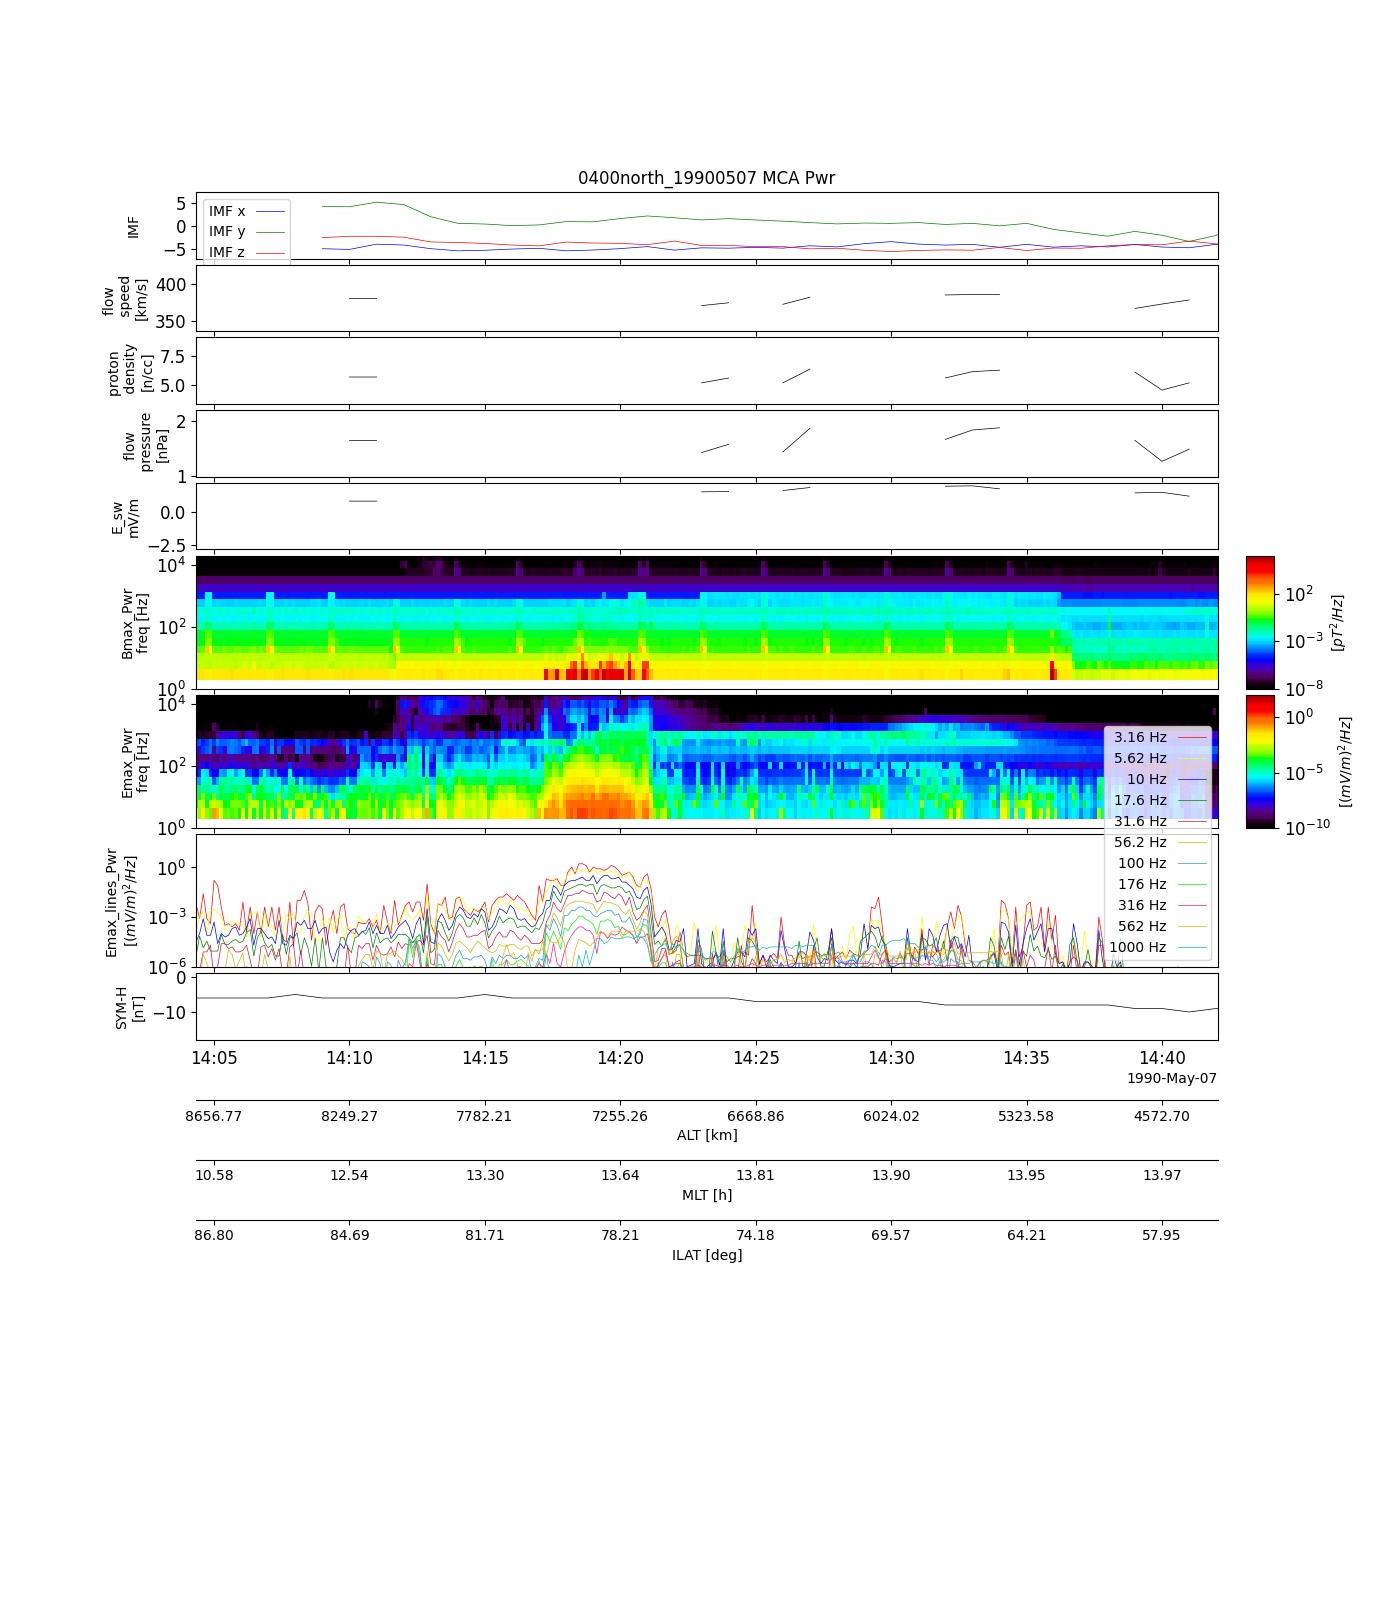 0400north_19900507 MCA Pwr
IMF
5
0
−5
IMF x
IMF y
IMF z
flow
speed
[km/s]
400
350
proton
density
[n/cc]
7.5
5.0
flow
pressure
[nPa]
2
1
E_sw
mV/m
0.0
−2.5
Bmax_Pwr
freq [Hz]
10^4
10^2
10^0
10^2
10^−3
10^−8
[pT^2/Hz]
Emax_Pwr
freq [Hz]
10^4
10^2
10^0
10^0
10^−5
10^−10
[(mV/m)^2/Hz]
3.16 Hz
5.62 Hz
10 Hz
17.6 Hz
31.6 Hz
56.2 Hz
100 Hz
176 Hz
316 Hz
562 Hz
1000 Hz
Emax_lines_Pwr
[(mV/m)^2/Hz]
10^0
10^−3
10^−6
SYM-H
[nT]
0
−10
14:05 14:10 14:15 14:20 14:25 14:30 14:35 14:40
1990-May-07
8656.77 8249.27 7782.21 7255.26 6668.86 6024.02 5323.58 4572.70
ALT [km]
10.58 12.54 13.30 13.64 13.81 13.90 13.95 13.97
MLT [h]
86.80 84.69 81.71 78.21 74.18 69.57 64.21 57.95
ILAT [deg]